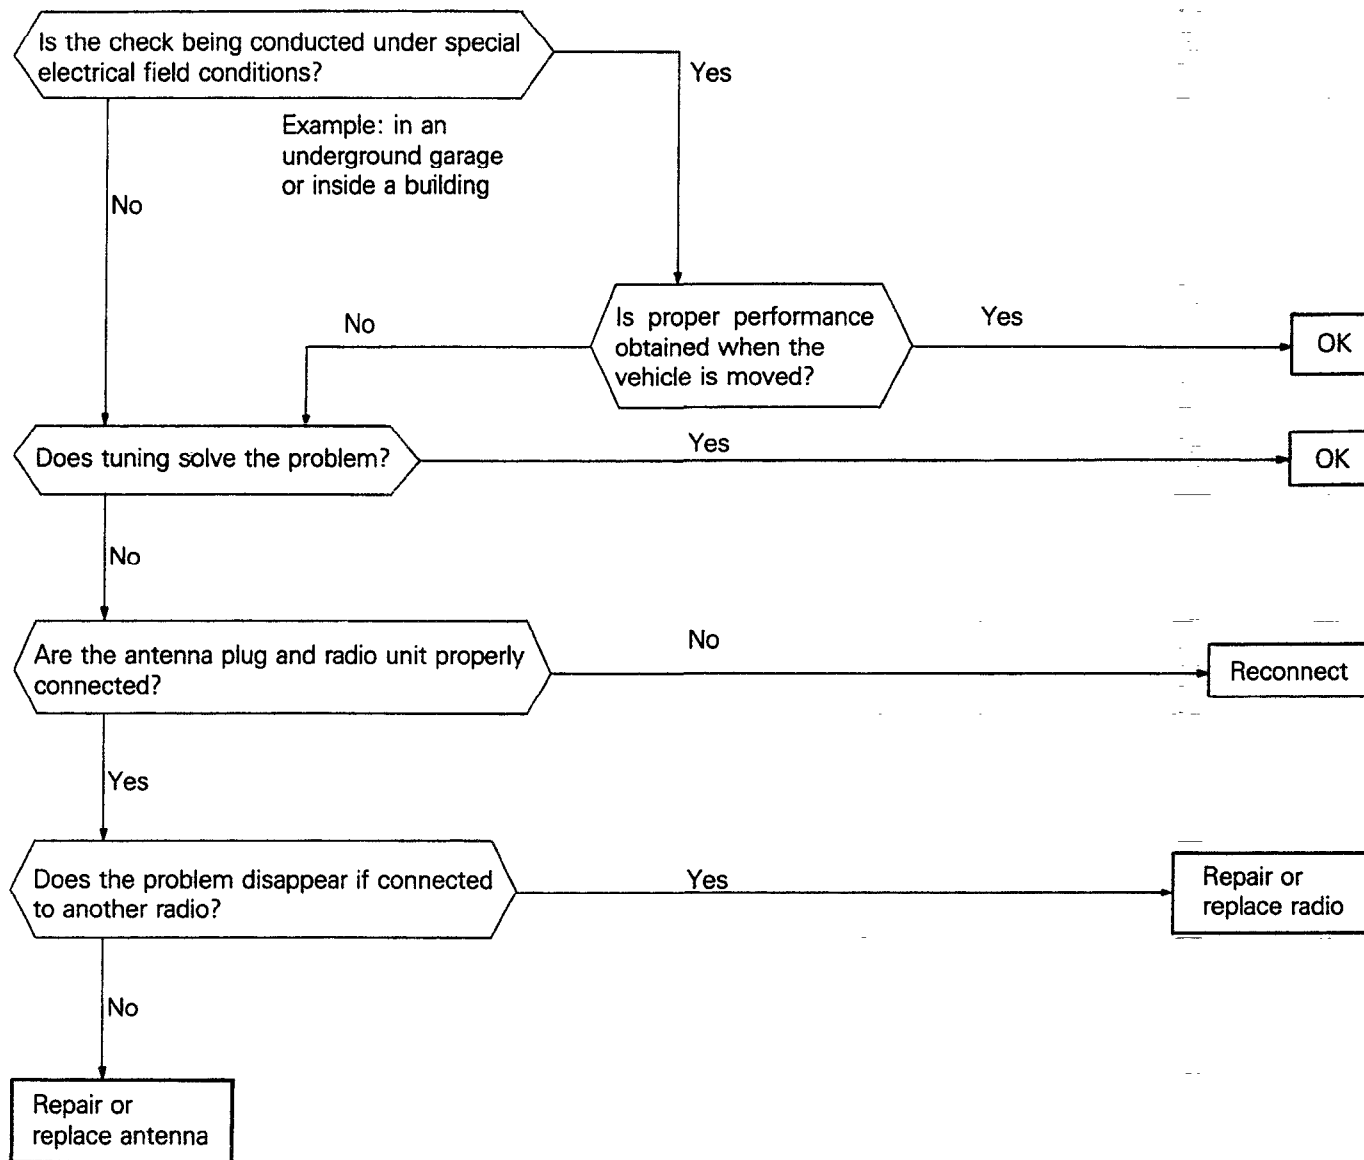 Is the check being conducted under special
electrical field conditions?
Yes
Example: in an
underground garage
or inside a building
No
Is proper performance
obtained when the
vehicle is moved?
No
Yes
OK
Does tuning solve the problem?
Yes
OK
No
Are the antenna plug and radio unit properly
connected?
No
Reconnect
Yes
Does the problem disappear if connected
to another radio?
Yes
Repair or
replace radio
No
Repair or
replace antenna